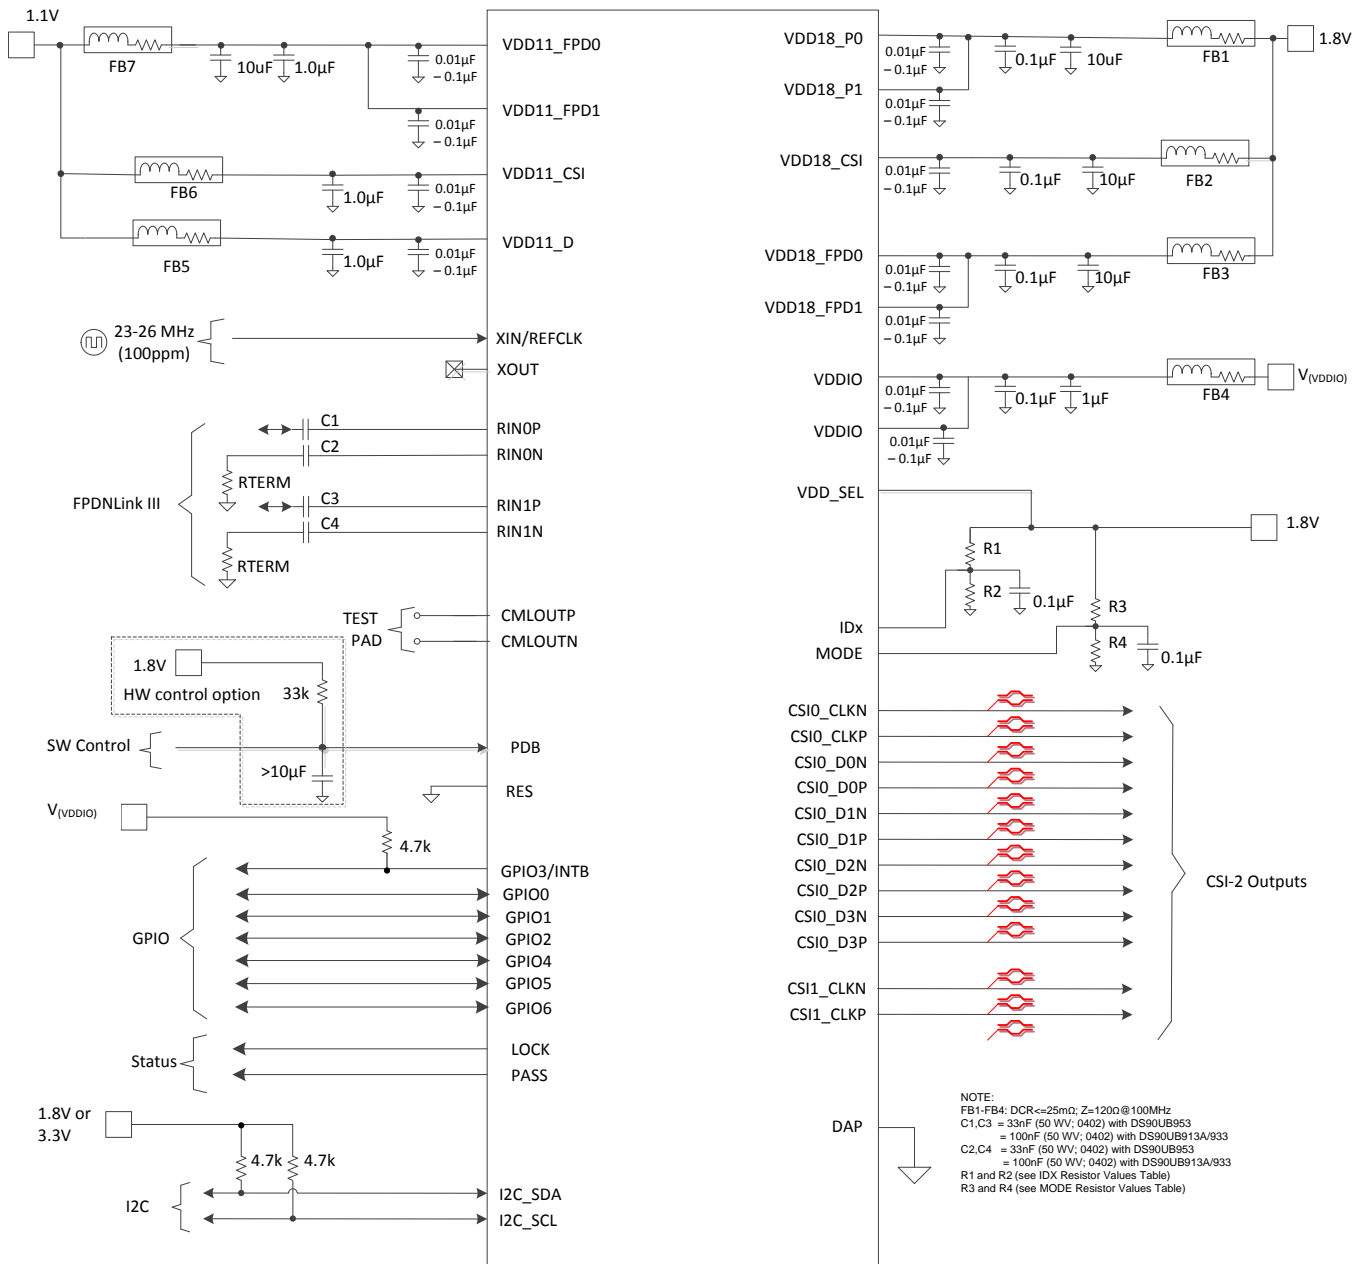 1.1V
FB7
10uF
1.0µF
0.01µF
– 0.1µF
VDD11_FPD0
0.01µF
– 0.1µF
VDD11_FPD1
FB6
1.0µF
0.01µF
– 0.1µF
VDD11_CSI
FB5
1.0µF
0.01µF
– 0.1µF
VDD11_D
23-26 MHz
(100ppm)
XIN/REFCLK
XOUT
FPDNLink III
C1
RIN0P
C2
RIN0N
RTERM
C3
RIN1P
C4
RIN1N
RTERM
TEST
PAD
CMLOUTP
CMLOUTN
1.8V
HW control option
33k
SW Control
PDB
>10µF
RES
V(VDDIO)
4.7k
GPIO
GPIO3/INTB
GPIO0
GPIO1
GPIO2
GPIO4
GPIO5
GPIO6
Status
LOCK
PASS
1.8V or
3.3V
4.7k
4.7k
I2C
I2C_SDA
I2C_SCL
VDD18_P0
0.01µF
– 0.1µF
0.1µF
10uF
FB1
1.8V
VDD18_P1
0.01µF
– 0.1µF
VDD18_CSI
0.01µF
– 0.1µF
0.1µF
10µF
FB2
VDD18_FPD0
0.01µF
– 0.1µF
0.1µF
10µF
FB3
VDD18_FPD1
0.01µF
– 0.1µF
VDDIO
0.01µF
– 0.1µF
0.1µF
1µF
FB4
V(VDDIO)
VDDIO
0.01µF
– 0.1µF
VDD_SEL
1.8V
R1
R2
0.1µF
R3
R4
0.1µF
IDx
MODE
CSI0_CLKN
CSI0_CLKP
CSI0_D0N
CSI0_D0P
CSI0_D1N
CSI0_D1P
CSI0_D2N
CSI0_D2P
CSI0_D3N
CSI0_D3P
CSI1_CLKN
CSI1_CLKP
CSI-2 Outputs
DAP
NOTE:
FB1-FB4: DCR<=25mΩ; Z=120Ω@100MHz
C1,C3 = 33nF (50 WV; 0402) with DS90UB953
= 100nF (50 WV; 0402) with DS90UB913A/933
C2,C4 = 33nF (50 WV; 0402) with DS90UB953
= 100nF (50 WV; 0402) with DS90UB913A/933
R1 and R2 (see IDX Resistor Values Table)
R3 and R4 (see MODE Resistor Values Table)